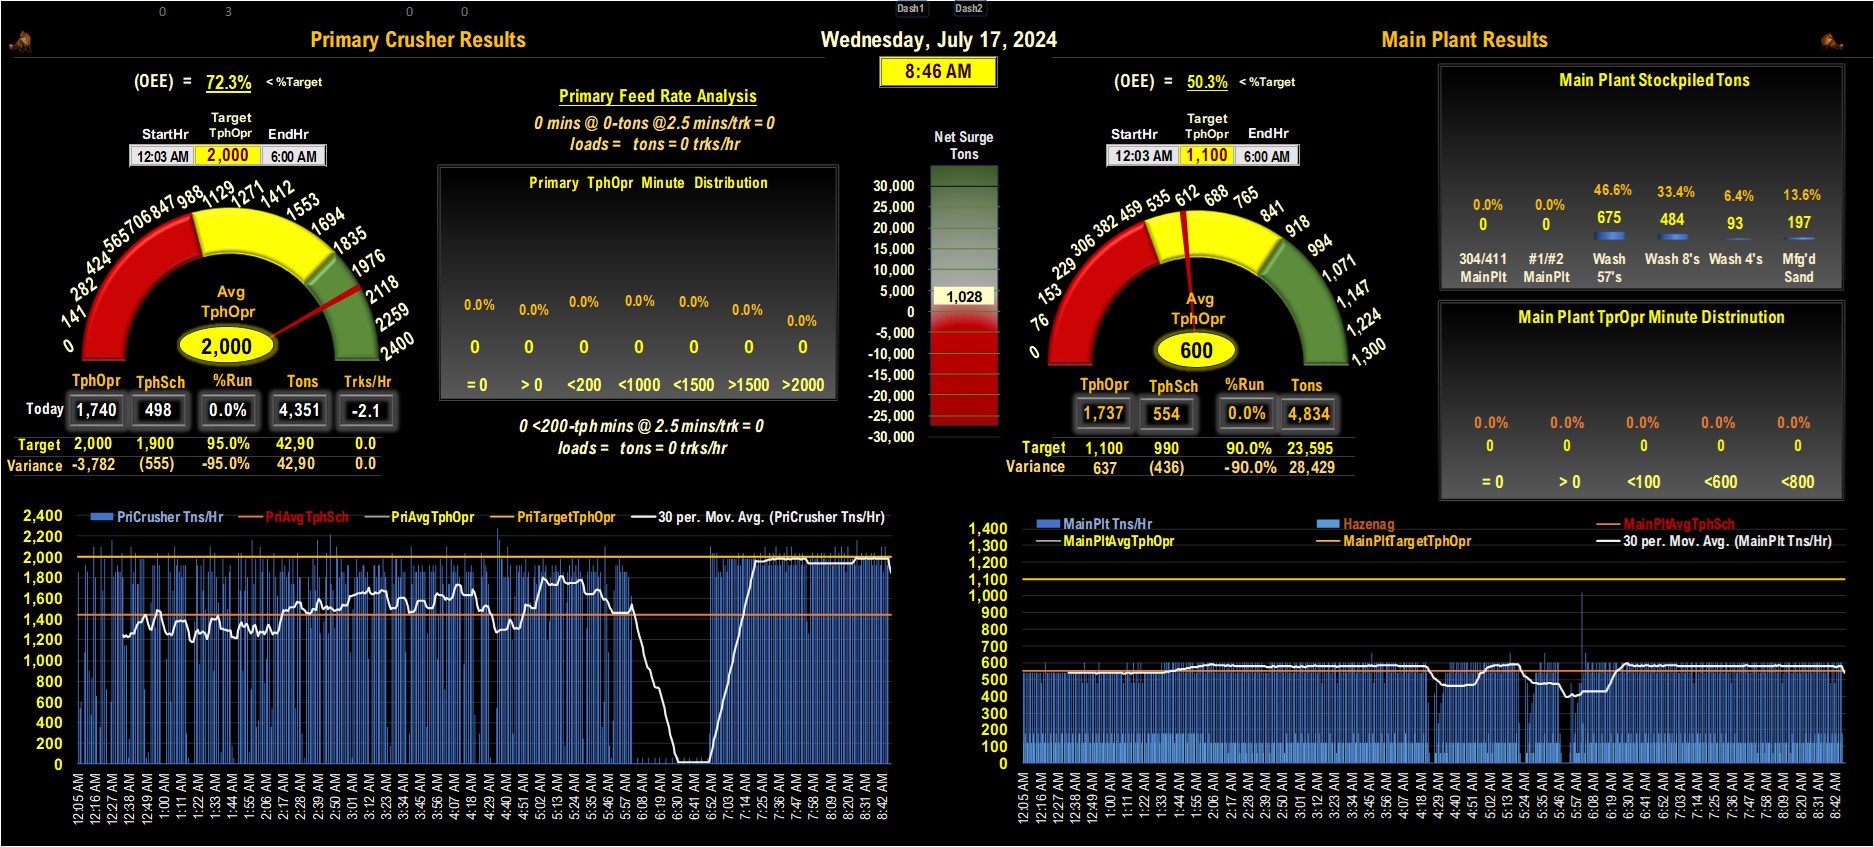 0 3 0 0 Dash1 Dash2
Primary Crusher Results
Wednesday, July 17, 2024
Main Plant Results
8:46 AM
(OEE) = 72.3% < %Target
Target
StartHr TphOpr EndHr
12:03 AM 2,000 6:00 AM
0 141 282 424 565 706 847 988 1129 1271 1412 1553 1694 1835 1976 2118 2259 2400
Avg
TphOpr
2,000
TphOpr TphSch %Run Tons Trks/Hr
Today 1,740 498 0.0% 4,351 -2.1
Target 2,000 1,900 95.0% 42,90 0.0
Variance -3,782 (555) -95.0% 42,90 0.0
Primary Feed Rate Analysis
0 mins @ 0-tons @2.5 mins/trk = 0
loads = tons = 0 trks/hr
Primary TphOpr Minute Distribution
0.0% 0.0% 0.0% 0.0% 0.0% 0.0% 0.0%
0 0 0 0 0 0 0
= 0 > 0 <200 <1000 <1500 >1500 >2000
0 <200-tph mins @ 2.5 mins/trk = 0
loads = tons = 0 trks/hr
Net Surge
Tons
30,000
25,000
20,000
15,000
10,000
5,000
1,028
0
-5,000
-10,000
-15,000
-20,000
-25,000
-30,000
(OEE) = 50.3% < %Target
Target
StartHr TphOpr EndHr
12:03 AM 1,100 6:00 AM
0 76 153 229 306 382 459 535 612 688 765 841 918 994 1,071 1,147 1,224 1,300
Avg
TphOpr
600
TphOpr TphSch %Run Tons
1,737 554 0.0% 4,834
Target 1,100 990 90.0% 23,595
Variance 637 (436) -90.0% 28,429
Main Plant Stockpiled Tons
0.0% 0.0% 46.6% 33.4% 6.4% 13.6%
0 0 675 484 93 197
304/411 #1/#2 Wash Wash 8's Wash 4's Mfg'd
MainPlt MainPlt 57's Sand
Main Plant TprOpr Minute Distrinution
0.0% 0.0% 0.0% 0.0% 0.0%
0 0 0 0 0
= 0 > 0 <100 <600 <800
PriCrusher Tns/Hr PriAvgTphSch PriAvgTphOpr PriTargetTphOpr 30 per. Mov. Avg. (PriCrusher Tns/Hr)
2,400
2,200
2,000
1,800
1,600
1,400
1,200
1,000
800
600
400
200
0
12:05 AM 12:16 AM 12:27 AM 12:38 AM 12:49 AM 1:00 AM 1:11 AM 1:22 AM 1:33 AM 1:44 AM 1:55 AM 2:06 AM 2:17 AM 2:28 AM 2:39 AM 2:50 AM 3:01 AM 3:12 AM 3:23 AM 3:34 AM 3:45 AM 3:56 AM 4:07 AM 4:18 AM 4:29 AM 4:40 AM 4:51 AM 5:02 AM 5:13 AM 5:24 AM 5:35 AM 5:46 AM 5:57 AM 6:08 AM 6:19 AM 6:30 AM 6:41 AM 6:52 AM 7:03 AM 7:14 AM 7:25 AM 7:36 AM 7:47 AM 7:58 AM 8:09 AM 8:20 AM 8:31 AM 8:42 AM
MainPlt Tns/Hr Hazenag MainPltAvgTphSch
MainPltAvgTphOpr MainPltTargetTphOpr 30 per. Mov. Avg. (MainPlt Tns/Hr)
1,400
1,300
1,200
1,100
1,000
900
800
700
600
500
400
300
200
100
0
12:05 AM 12:16 AM 12:27 AM 12:38 AM 12:49 AM 1:00 AM 1:11 AM 1:22 AM 1:33 AM 1:44 AM 1:55 AM 2:06 AM 2:17 AM 2:28 AM 2:39 AM 2:50 AM 3:01 AM 3:12 AM 3:23 AM 3:34 AM 3:45 AM 3:56 AM 4:07 AM 4:18 AM 4:29 AM 4:40 AM 4:51 AM 5:02 AM 5:13 AM 5:24 AM 5:35 AM 5:46 AM 5:57 AM 6:08 AM 6:19 AM 6:30 AM 6:41 AM 6:52 AM 7:03 AM 7:14 AM 7:25 AM 7:36 AM 7:47 AM 7:58 AM 8:09 AM 8:20 AM 8:31 AM 8:42 AM